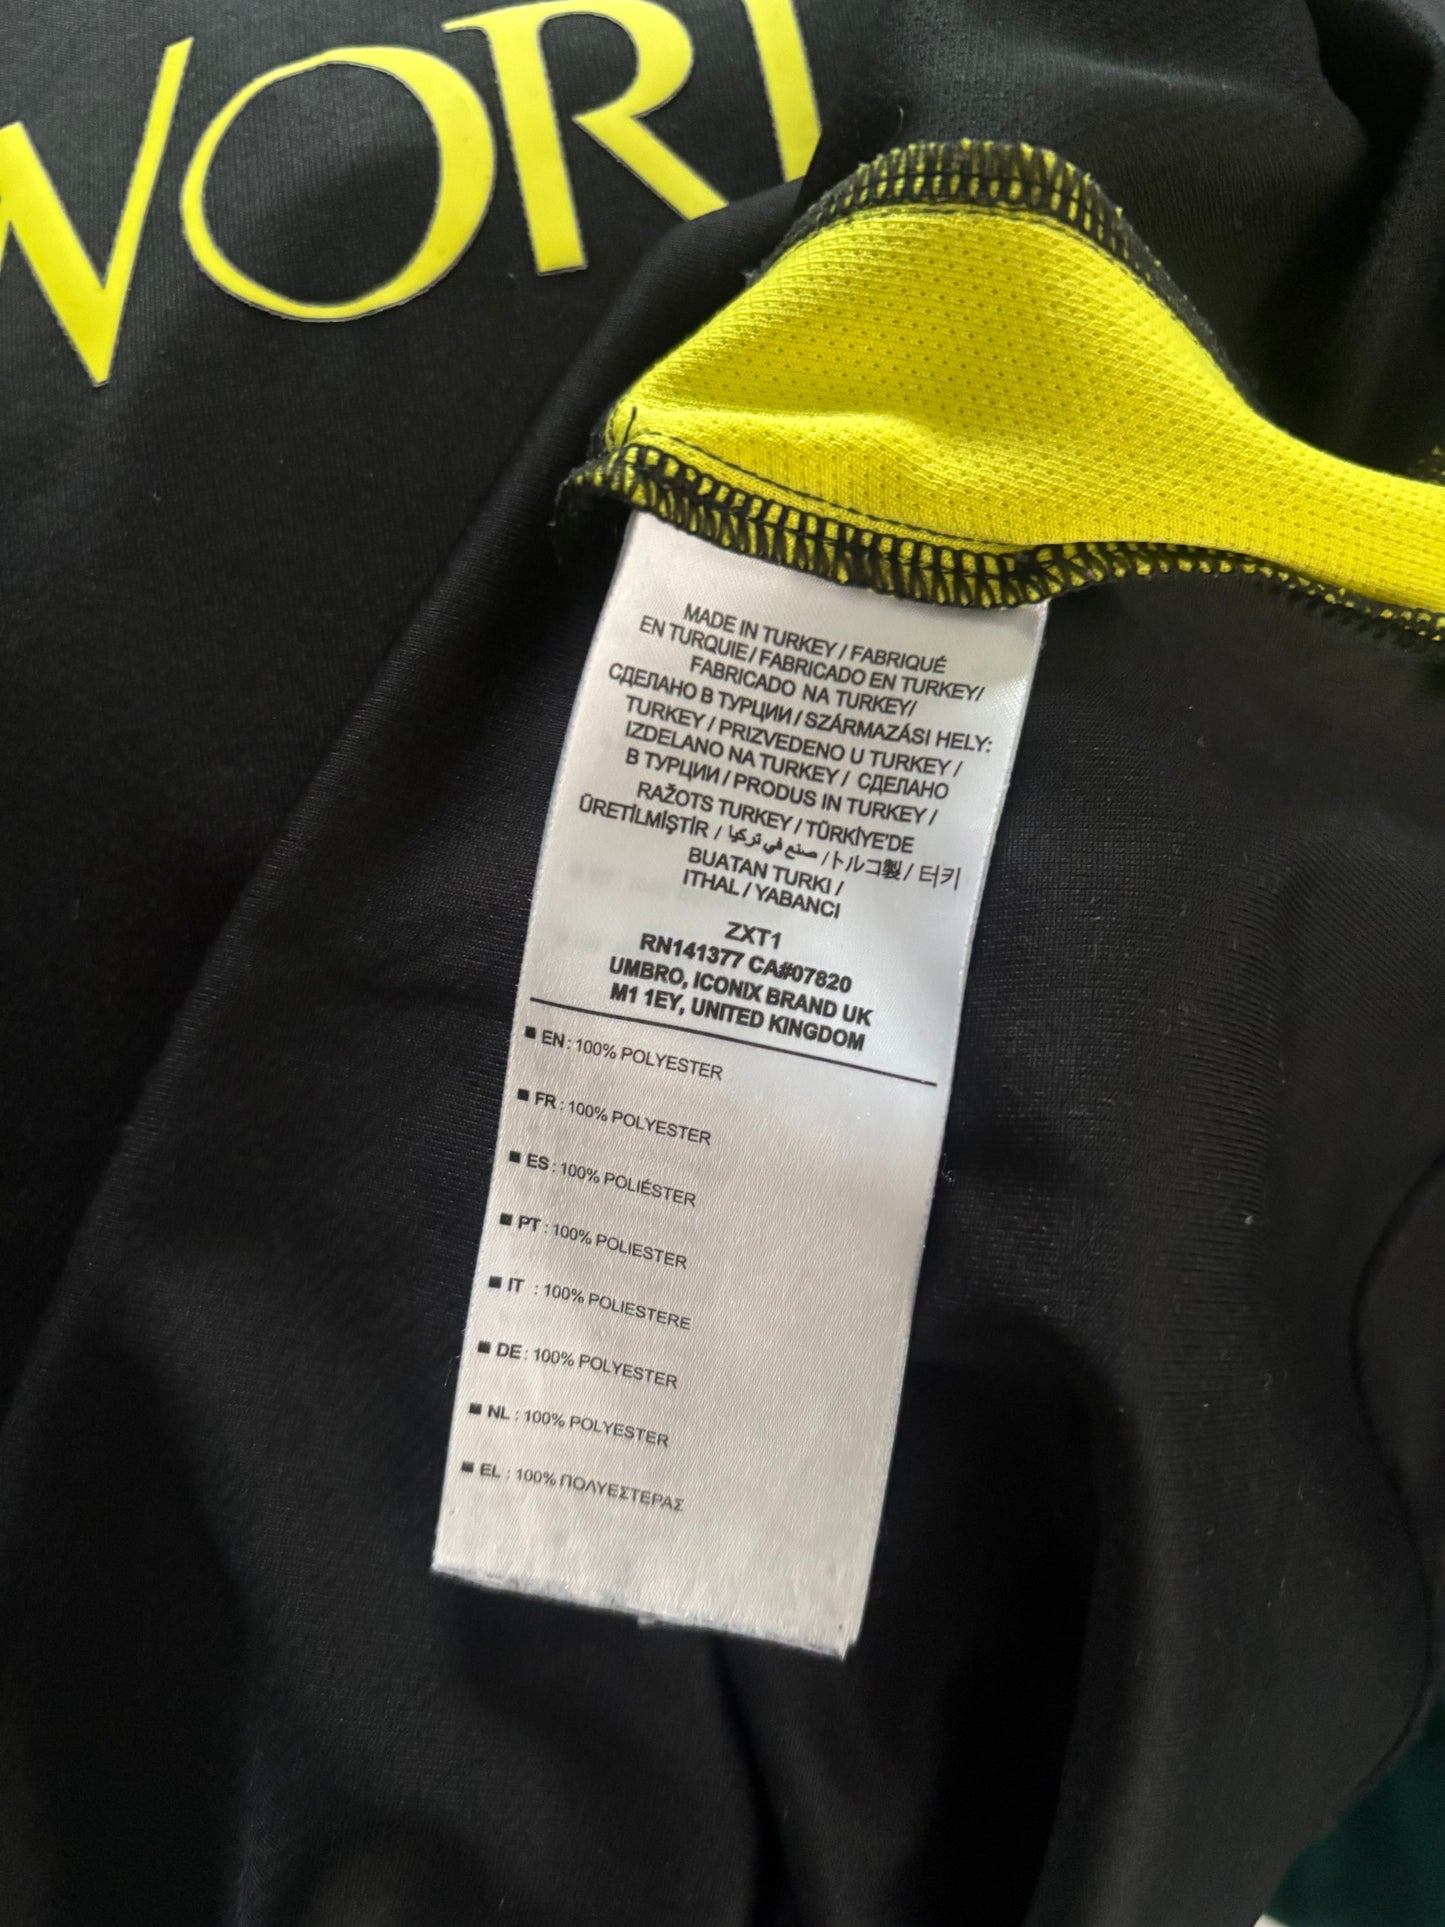 WORT
MADE IN TURKEY / FABRIQUÉ
EN TURQUIE / FABRICADO EN TURKEY/
FABRICADO NA TURKEY/
СДЕЛАНО В ТУРЦИИ / SZÁRMAZÁSI HELY:
TURKEY / PRIZVEDENO U TURKEY /
IZDELANO NA TURKEY / СДЕЛАНО
В ТУРЦИИ / PRODUS IN TURKEY /
RAŽOTS TURKEY / TÜRKİYE'DE
ÜRETİLMİŞTİR / صنع في تركيا /トルコ製 / 터키
BUATAN TURKI /
ITHAL / YABANCI
ZXT1
RN141377 CA#07820
UMBRO, ICONIX BRAND UK
M1 1EY, UNITED KINGDOM
■ EN : 100% POLYESTER
■ FR : 100% POLYESTER
■ ES : 100% POLIÉSTER
■ PT : 100% POLIESTER
■ IT : 100% POLIESTERE
■ DE : 100% POLYESTER
■ NL : 100% POLYESTER
■ EL : 100% ΠΟΛΥΕΣΤΕΡΑΣ